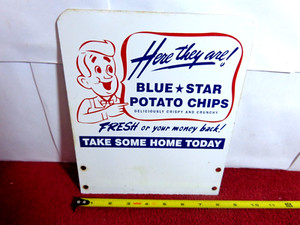 Here they are!
BLUE ★ STAR
POTATO CHIPS
DELICIOUSLY CRISPY AND CRUNCHY
FRESH or your money back!
TAKE SOME HOME TODAY